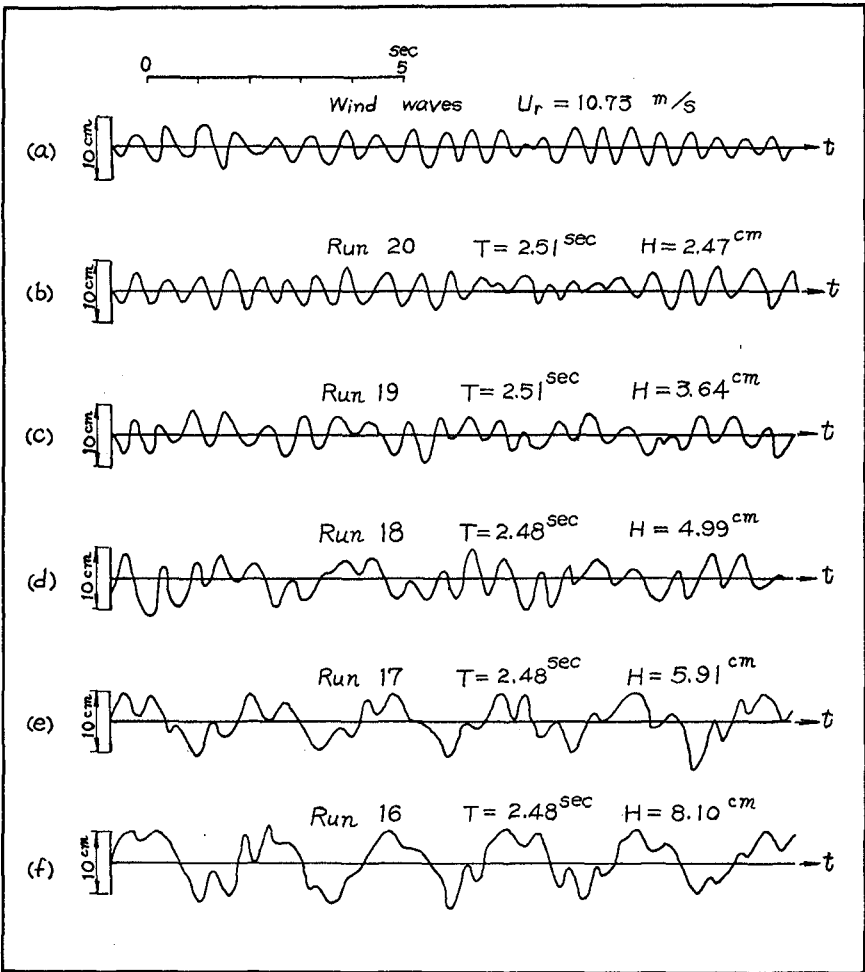 0 sec 5
Wind waves Ur = 10.73 m/s
(a) 10 cm t
Run 20 T = 2.51 sec H = 2.47 cm
(b) 10 cm t
Run 19 T = 2.51 sec H = 3.64 cm
(c) 10 cm t
Run 18 T = 2.48 sec H = 4.99 cm
(d) 10 cm t
Run 17 T = 2.48 sec H = 5.91 cm
(e) 10 cm t
Run 16 T = 2.48 sec H = 8.10 cm
(f) 10 cm t